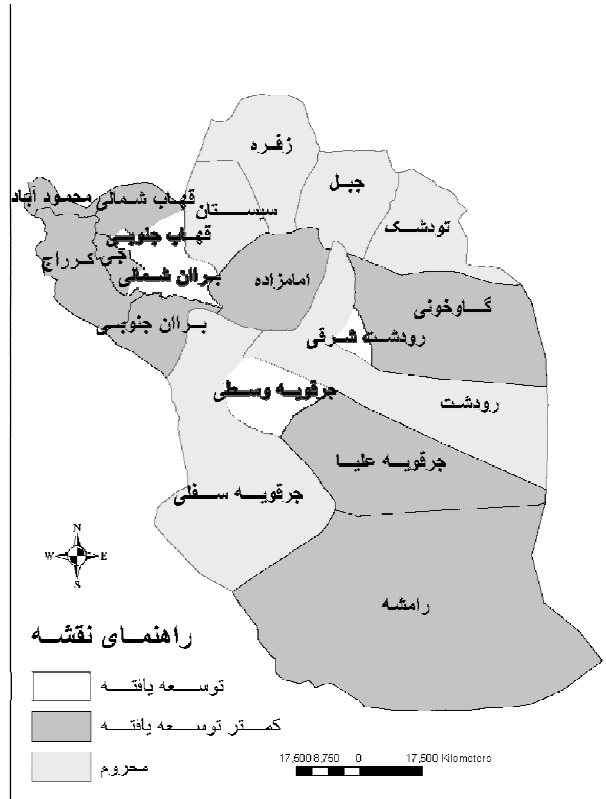 زفره
جبل
تودشک
سیستان
قهاب شمالی
محمود آباد
قهاب جنوبی
اجی
کرراج
براان شمالی
امامزاده
گاوخونی
براان جنوبی
رودشت شرقی
جرقویه وسطی
رودشت
جرقویه علیا
جرقویه سفلی
رامشه
N
W E
S
راهنمای نقشه
توسعه یافته
کمتر توسعه یافته
محروم
17,500 8,750 0 17,500 Kilometers